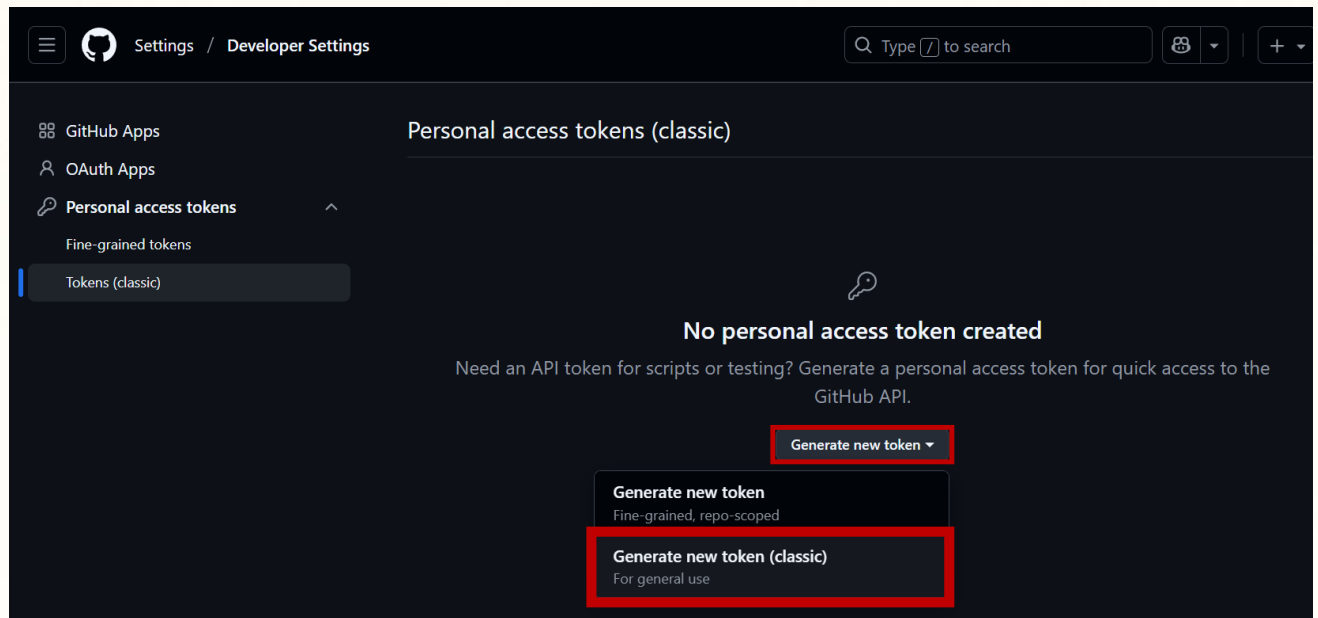 Settings / Developer Settings
Type / to search
GitHub Apps
OAuth Apps
Personal access tokens
Fine-grained tokens
Tokens (classic)
Personal access tokens (classic)
No personal access token created
Need an API token for scripts or testing? Generate a personal access token for quick access to the
GitHub API.
Generate new token
Generate new token
Fine-grained, repo-scoped
Generate new token (classic)
For general use